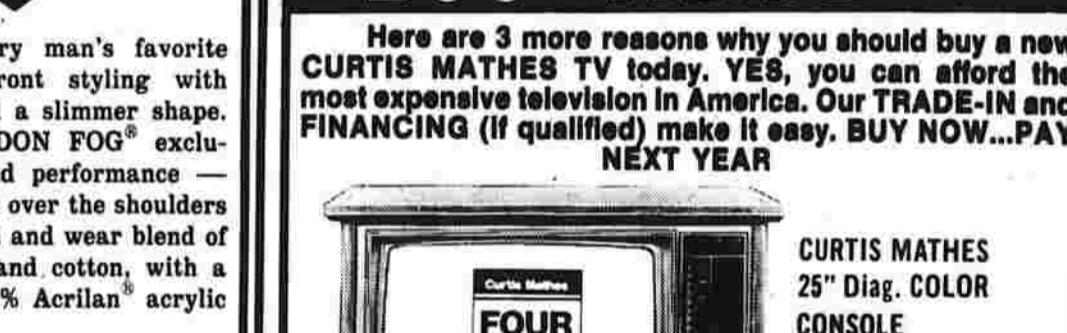 ry man's favorite
ront styling with
a slimmer shape.
DON FOG® exclu-
d performance —
over the shoulders
and wear blend of
and cotton, with a
% Acrilan® acrylic
Here are 3 more reasons why you should buy a new
CURTIS MATHES TV today. YES, you can afford the
most expensive television in America. Our TRADE-IN and
FINANCING (if qualified) make it easy. BUY NOW...PAY
NEXT YEAR
Curtis Mathes
FOUR
CURTIS MATHES
25" Diag. COLOR
CONSOLE